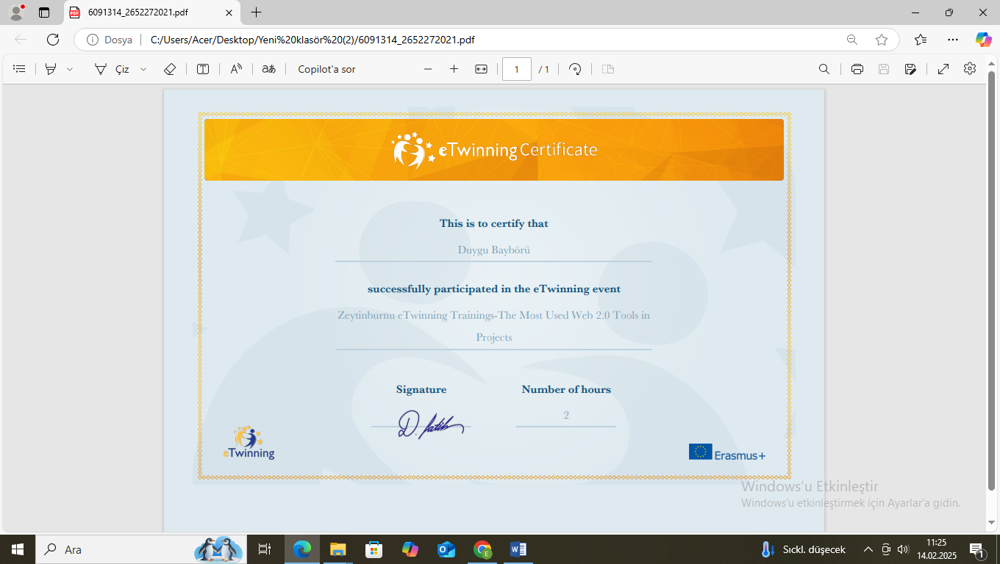 6091314_2652272021.pdf
Dosya
C:/Users/Acer/Desktop/Yeni%20klasör%20(2)/6091314_2652272021.pdf
Çiz
Copilot'a sor
1 / 1
eTwinning Certificate
This is to certify that
Duygu Baybörü
successfully participated in the eTwinning event
Zeytinburnu eTwinning Trainings-The Most Used Web 2.0 Tools in
Projects
Signature Number of hours
D. fatih 2
eTwinning
Erasmus+
Windows'u Etkinleştir
Windows'u etkinleştirmek için Ayarlar'a gidin.
Ara
Sıckl. düşecek
11:25
14.02.2025
1